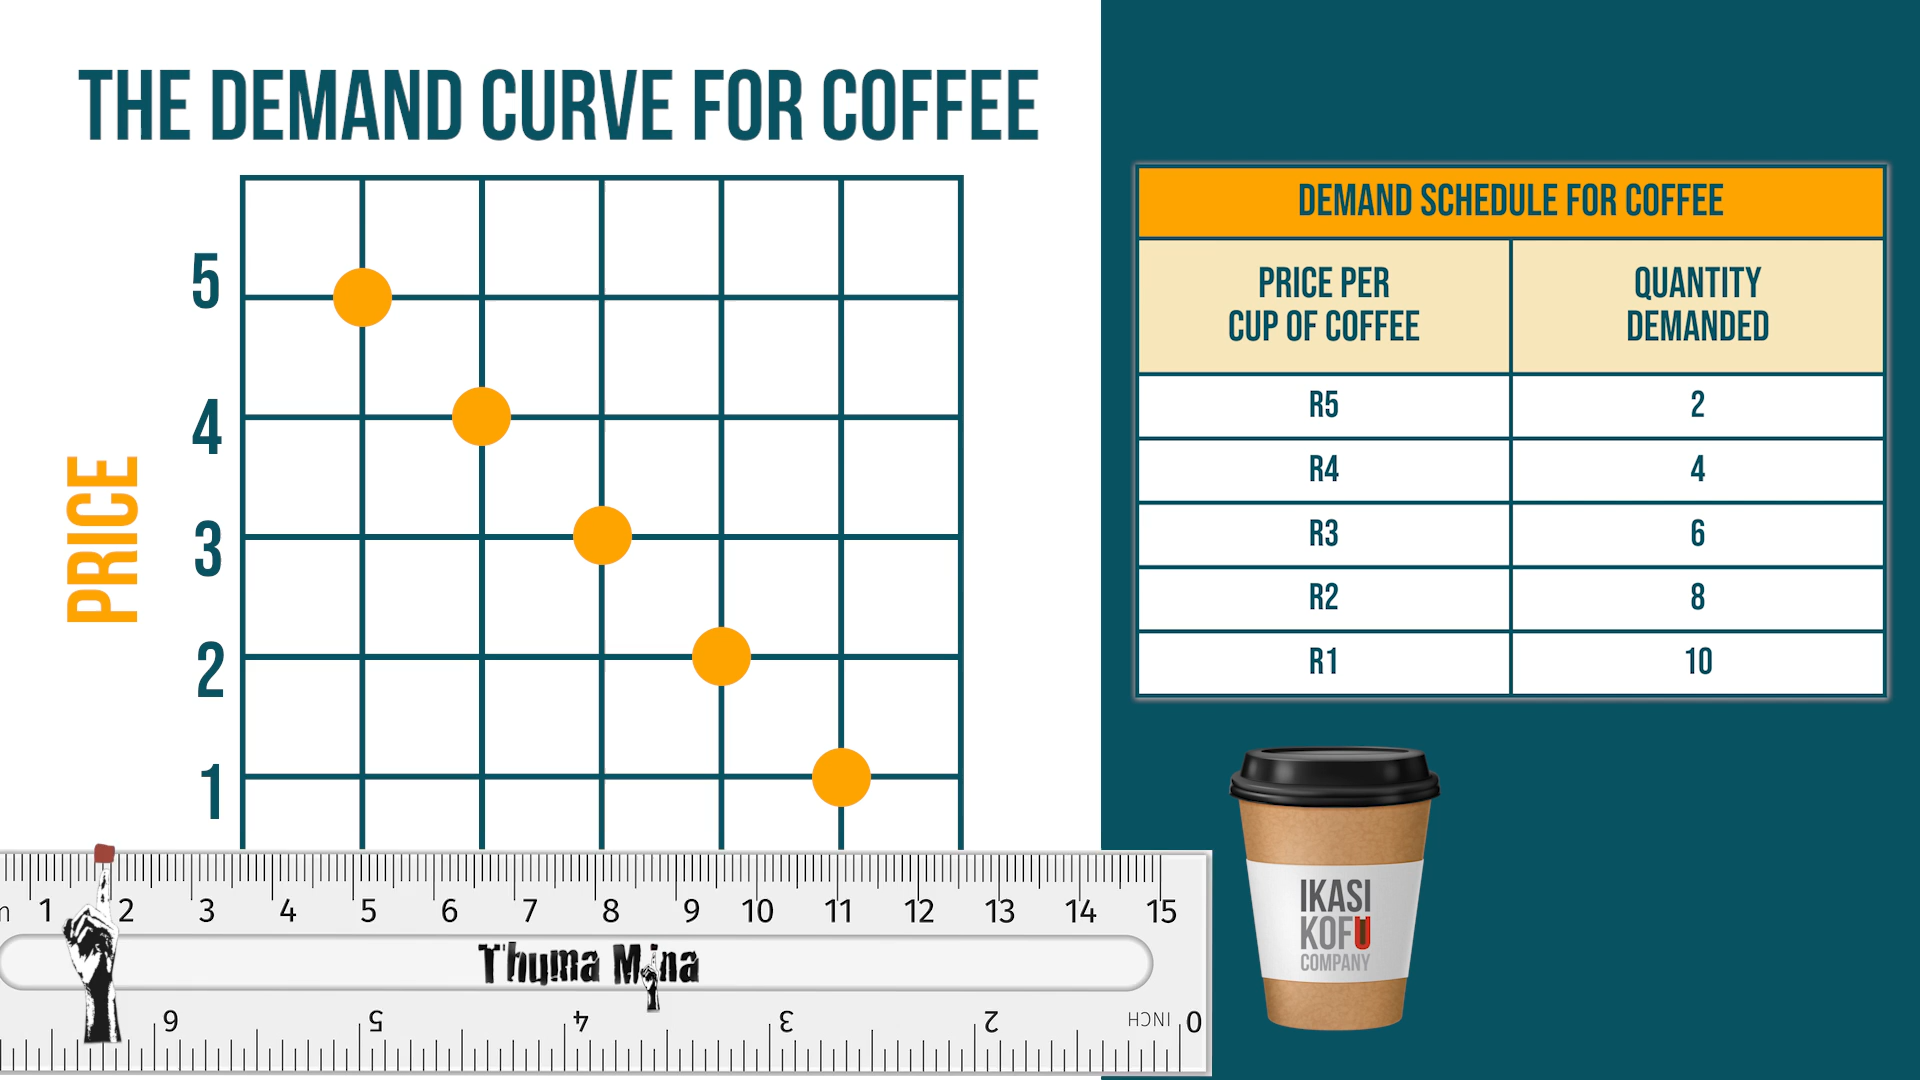 THE DEMAND CURVE FOR COFFEE
PRICE
5
4
3
2
1
DEMAND SCHEDULE FOR COFFEE
PRICE PER
CUP OF COFFEE
QUANTITY
DEMANDED
R5 2
R4 4
R3 6
R2 8
R1 10
1 2 3 4 5 6 7 8 9 10 11 12 13 14 15
Thuma Mina
6 5 4 3 2 INCH 0
IKASI
KOFU
COMPANY